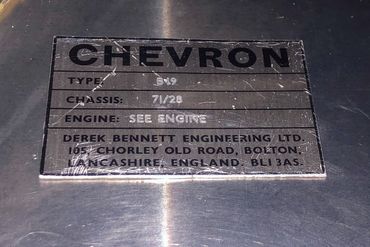 CHEVRON
TYPE: B49
CHASSIS: 71/28
ENGINE: SEE ENGINE
DEREK BENNETT ENGINEERING LTD.
105, CHORLEY OLD ROAD, BOLTON,
LANCASHIRE, ENGLAND. BL1 3AS.